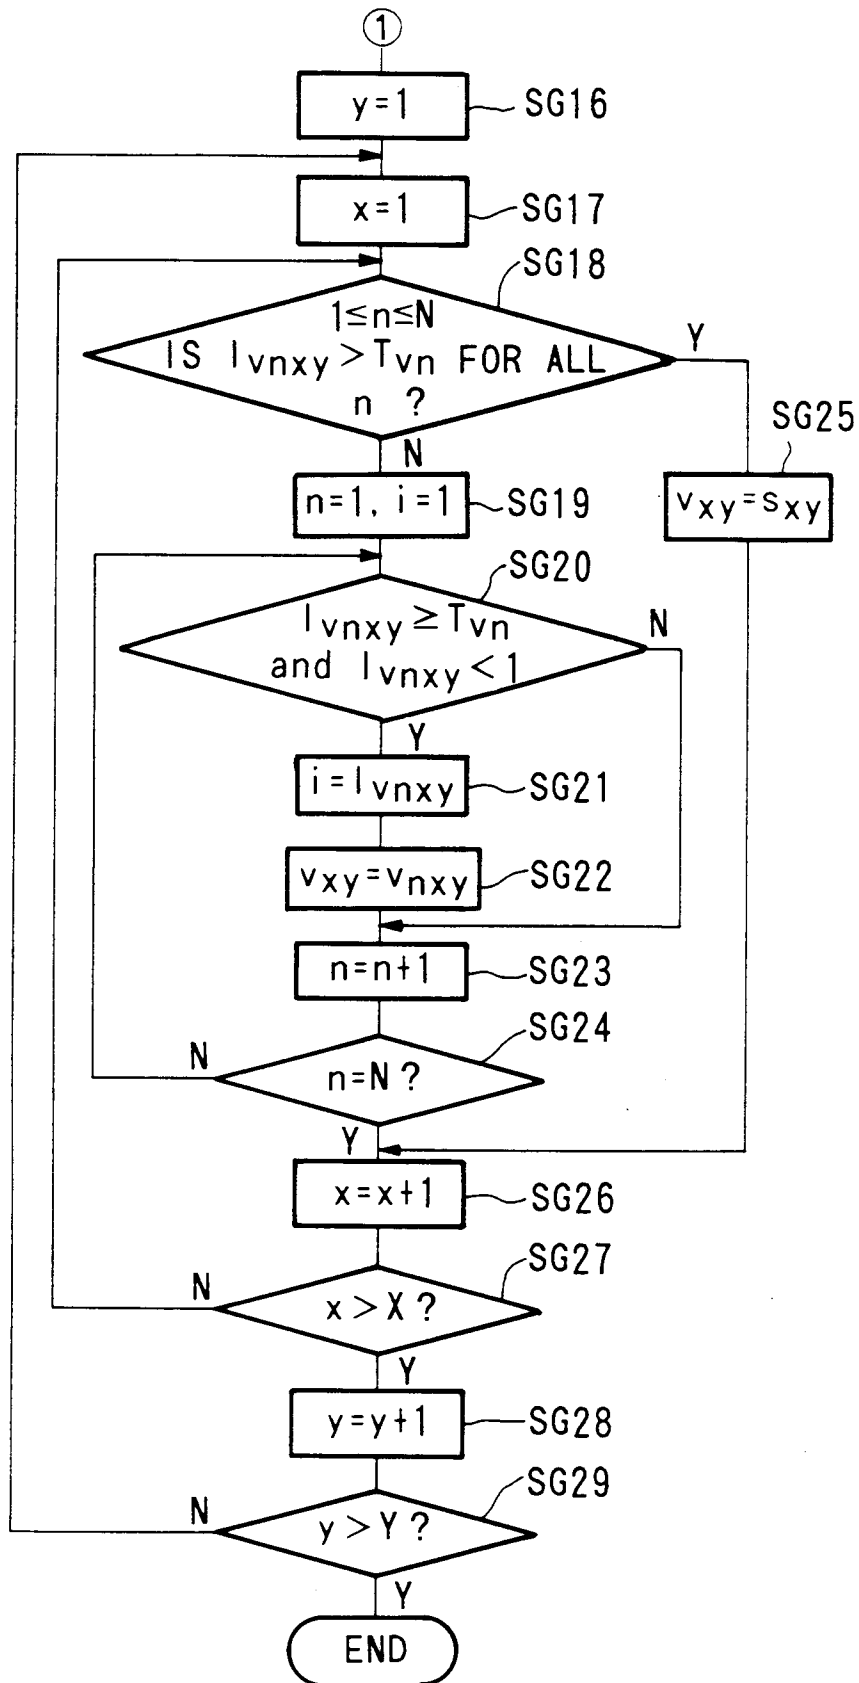 1
y=1
SG16
x=1
SG17
SG18
1≤n≤N
IS Ivnxy>Tvn FOR ALL
n ?
Y
N
SG25
vxy=sxy
n=1, i=1
SG19
SG20
Ivnxy≥Tvn
and Ivnxy<1
N
Y
i=Ivnxy
SG21
vxy=vnxy
SG22
n=n+1
SG23
SG24
n=N?
N
Y
x=x+1
SG26
SG27
x>X?
N
Y
y=y+1
SG28
SG29
y>Y?
N
Y
END